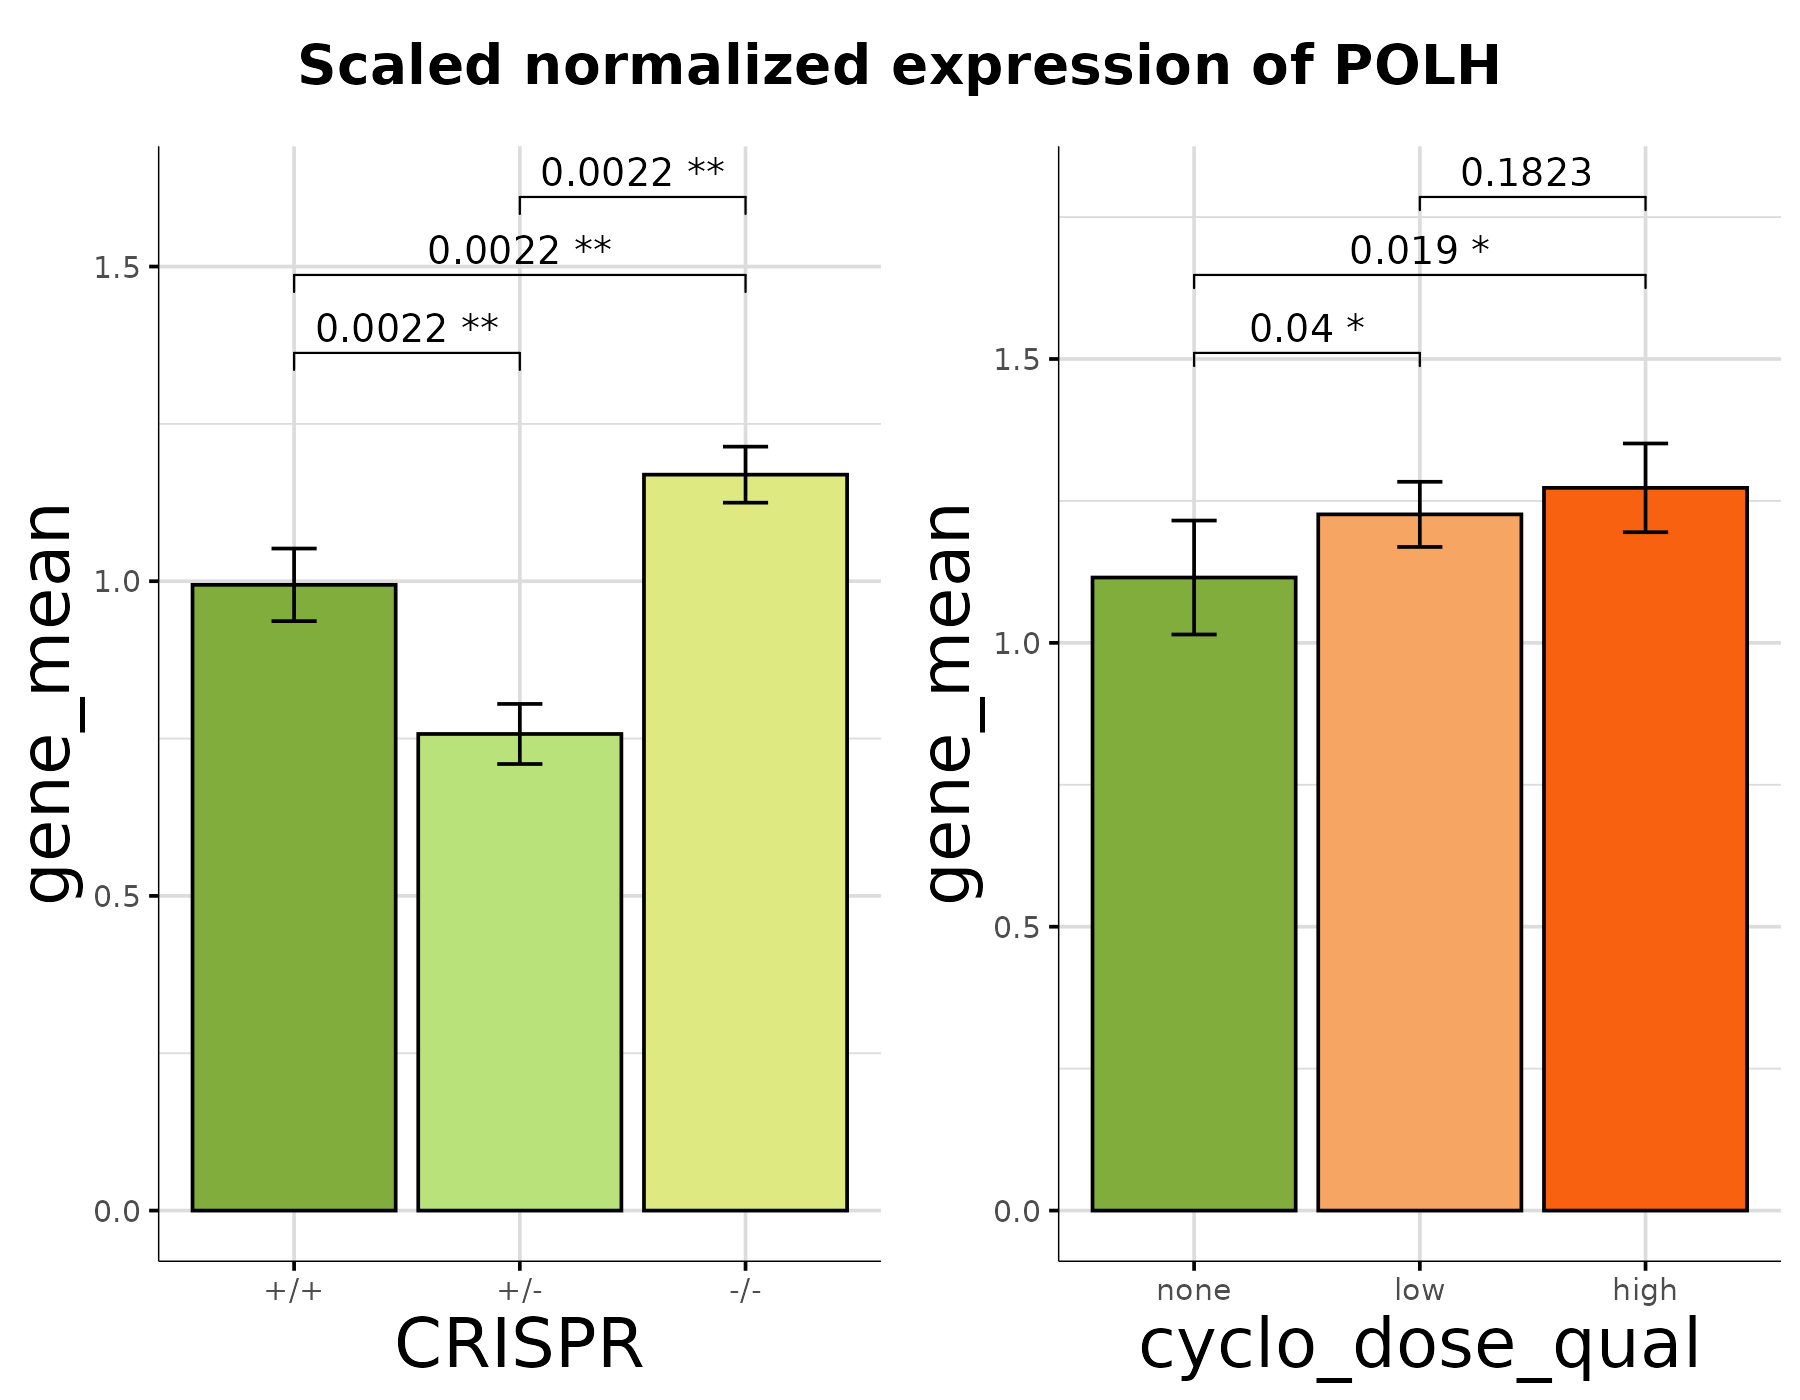 Scaled normalized expression of POLH
0.0022 **
0.0022 **
0.0022 **
1.5
1.0
0.5
0.0
gene_mean
+/+ +/- -/-
CRISPR
0.1823
0.019 *
0.04 *
1.5
1.0
0.5
0.0
gene_mean
none low high
cyclo_dose_qual